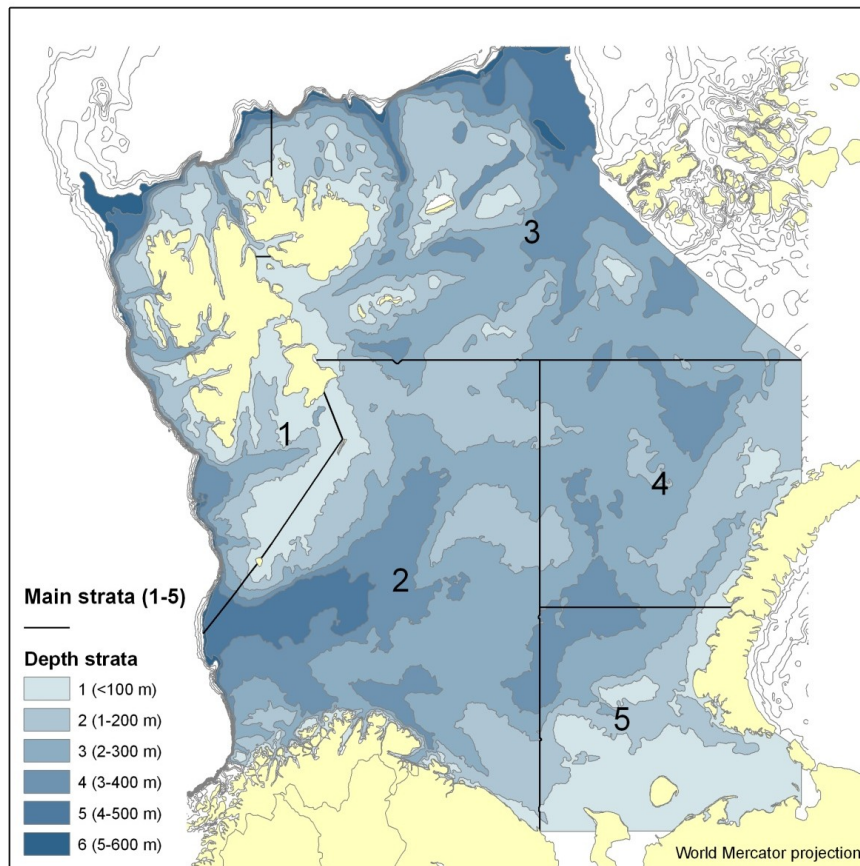 3
1
4
2
5
Main strata (1-5)
Depth strata
1 (<100 m)
2 (1-200 m)
3 (2-300 m)
4 (3-400 m)
5 (4-500 m)
6 (5-600 m)
World Mercator projection